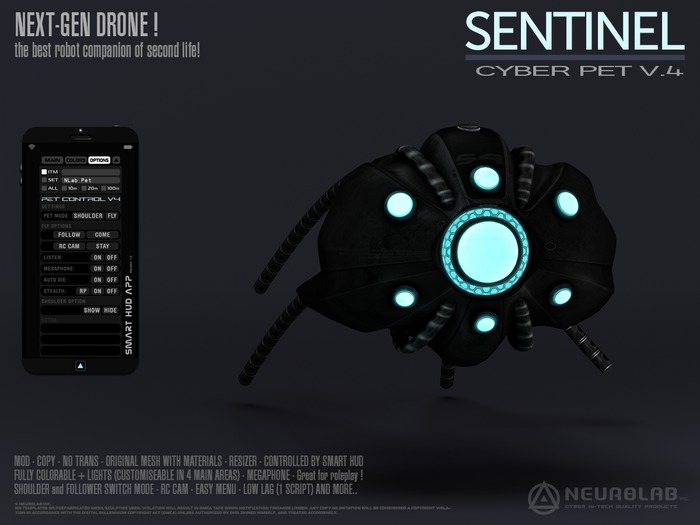 NEXT-GEN DRONE !
the best robot companion of second life!
SENTINEL
CYBER PET V.4
MAIN COLORS OPTIONS
ITM
SET NLab Pet
ALL 10m 20m 100m
PET CONTROL V4
SETTINGS
PET MODE: SHOULDER FLY
FLY OPTIONS
FOLLOW COME
RC CAM STAY
LISTEN: ON OFF
MEGAPHONE: ON OFF
AUTO DIE: ON OFF
STEALTH: RP ON OFF
SHOULDER OPTION
SHOW HIDE
SMART HUD APP
MOD - COPY - NO TRANS - ORIGINAL MESH WITH MATERIALS - RESIZER - CONTROLLED BY SMART HUD
FULLY COLORABLE + LIGHTS (CUSTOMISEABLE IN 4 MAIN AREAS) - MEGAPHONE - Great for roleplay !
SHOULDER and FOLLOWER SWITCH MODE - RC CAM - EASY MENU - LOW LAG (1 SCRIPT) AND MORE..
NEUROLAB INC.
CYBER HI-TECH QUALITY PRODUCTS